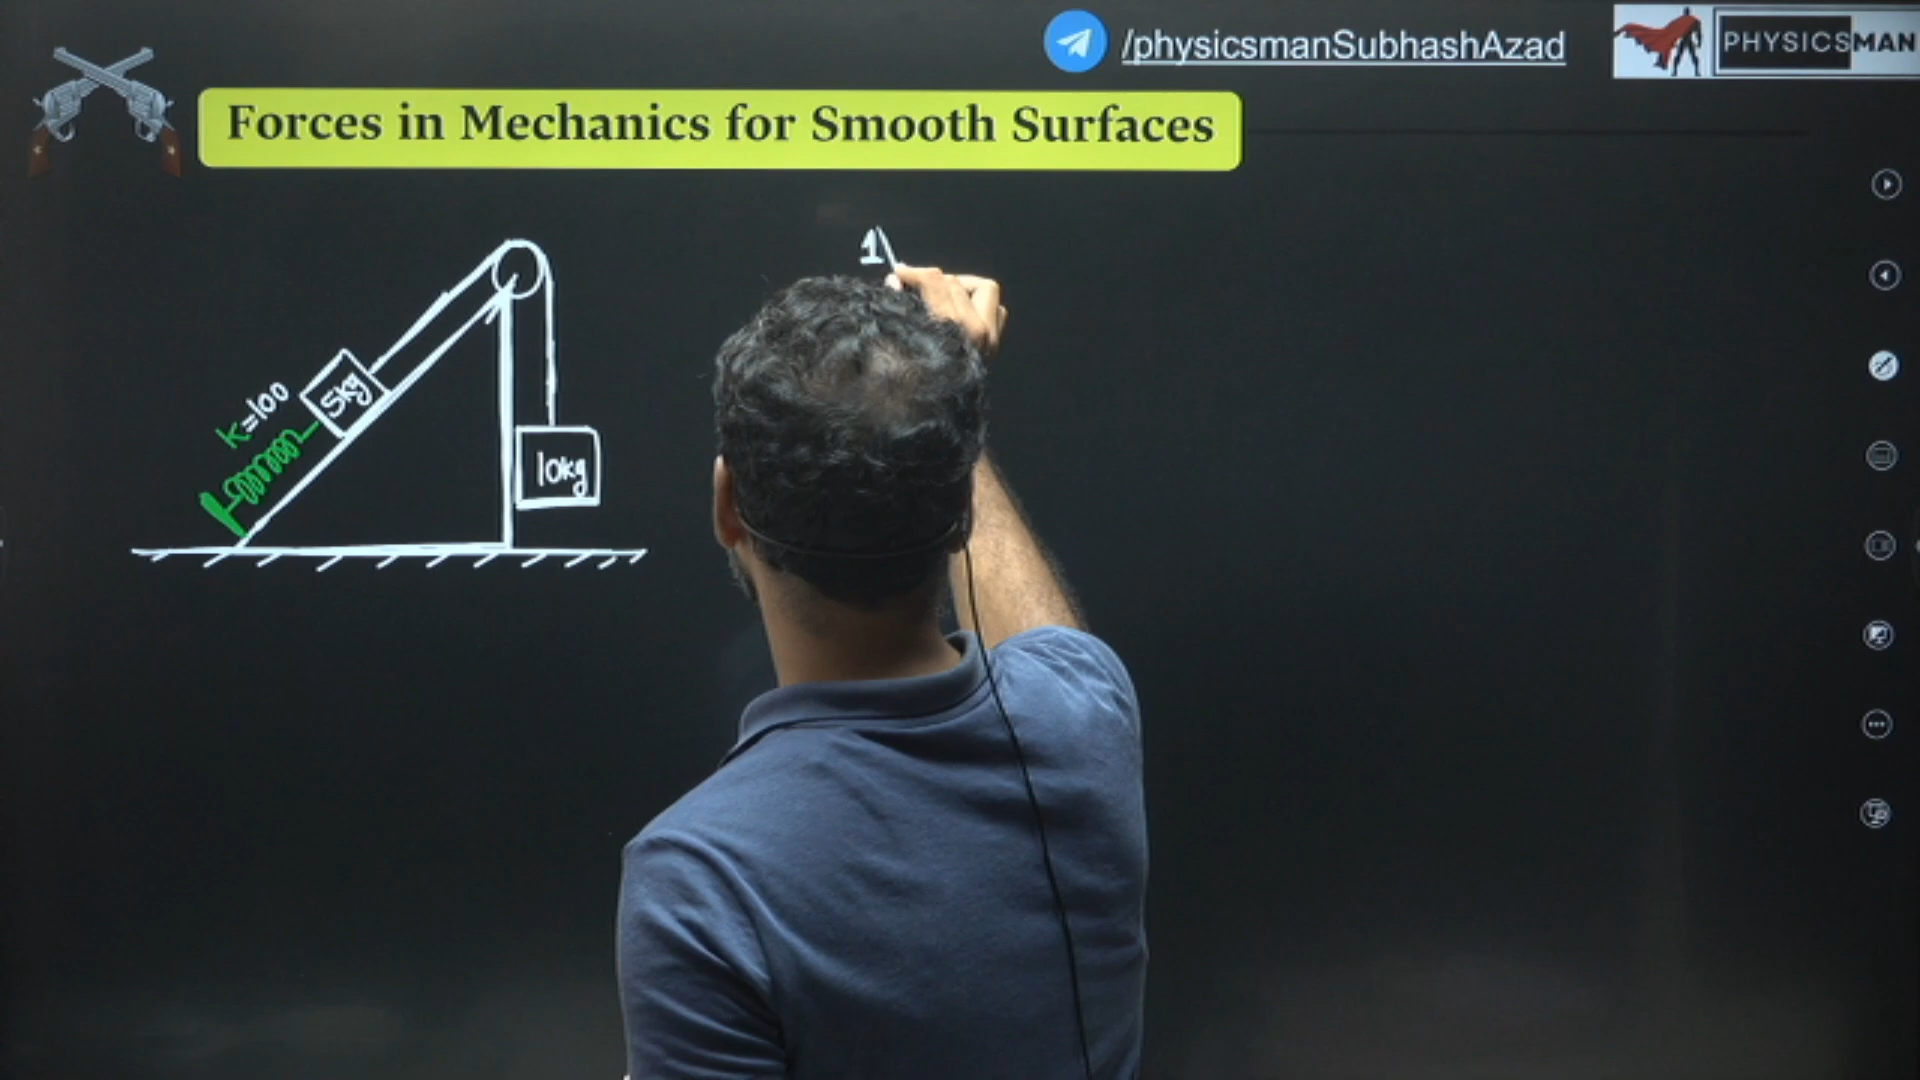 /physicsmanSubhashAzad
PHYSICSMAN
Forces in Mechanics for Smooth Surfaces
1
k=100
5kg
10kg